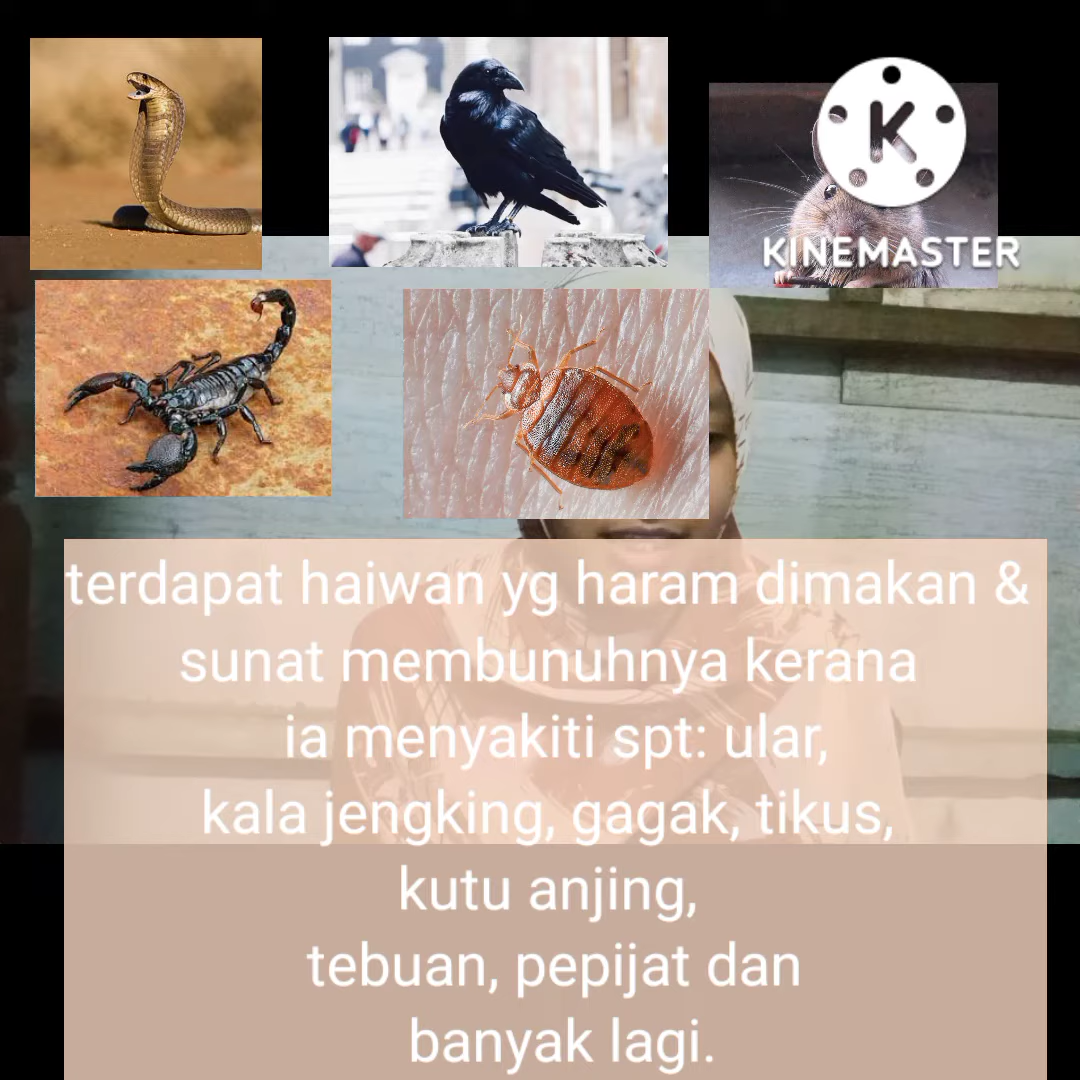 K
KINEMASTER
terdapat haiwan yg haram dimakan &
sunat membunuhnya kerana
ia menyakiti spt: ular,
kala jengking, gagak, tikus,
kutu anjing,
tebuan, pepijat dan
banyak lagi.